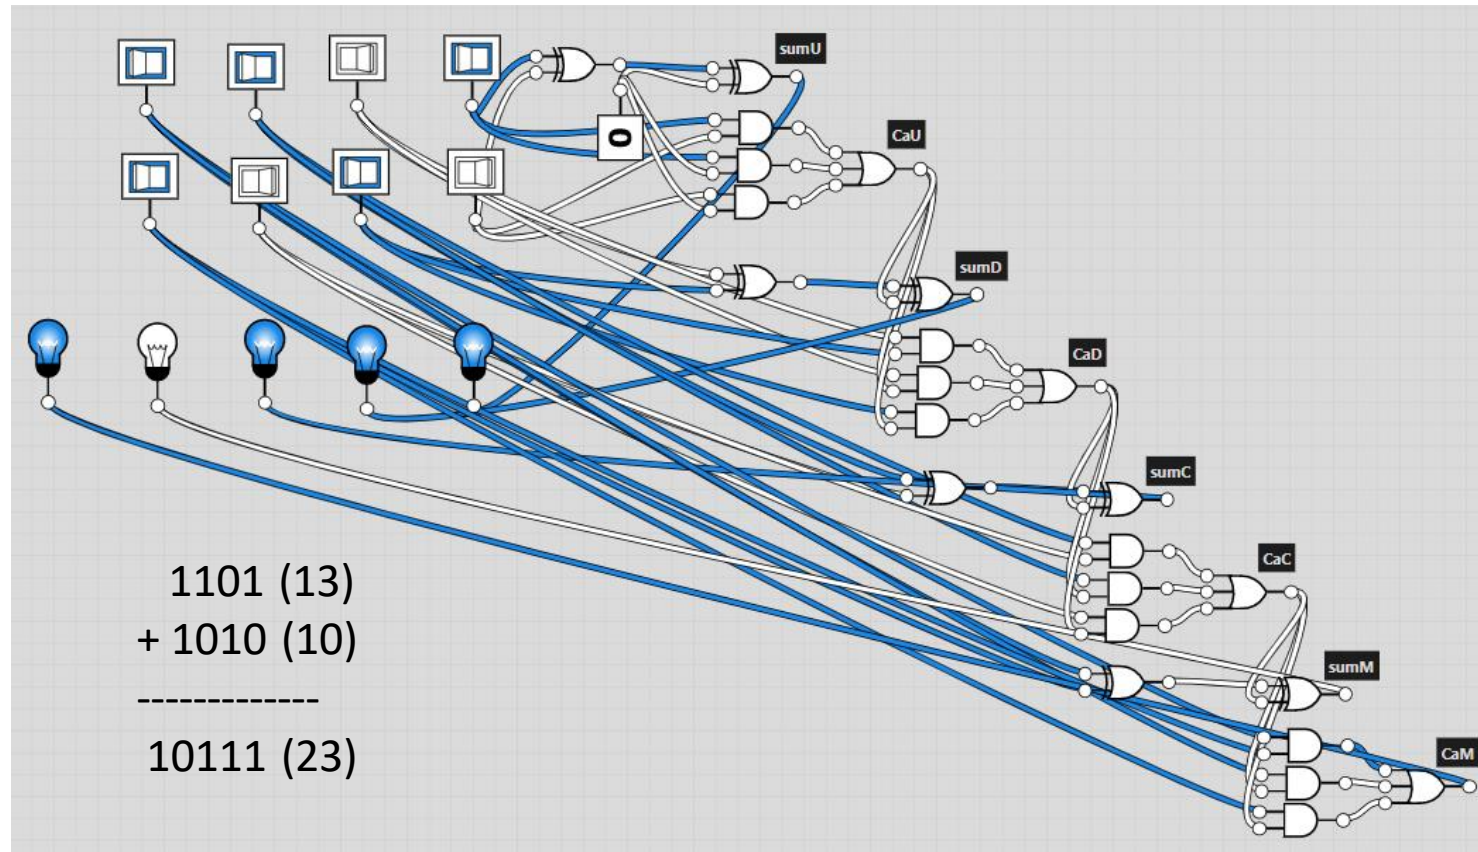 sumU
CaU
0
sumD
CaD
sumC
CaC
sumM
CaM
1101 (13)
+ 1010 (10)
-------------
10111 (23)